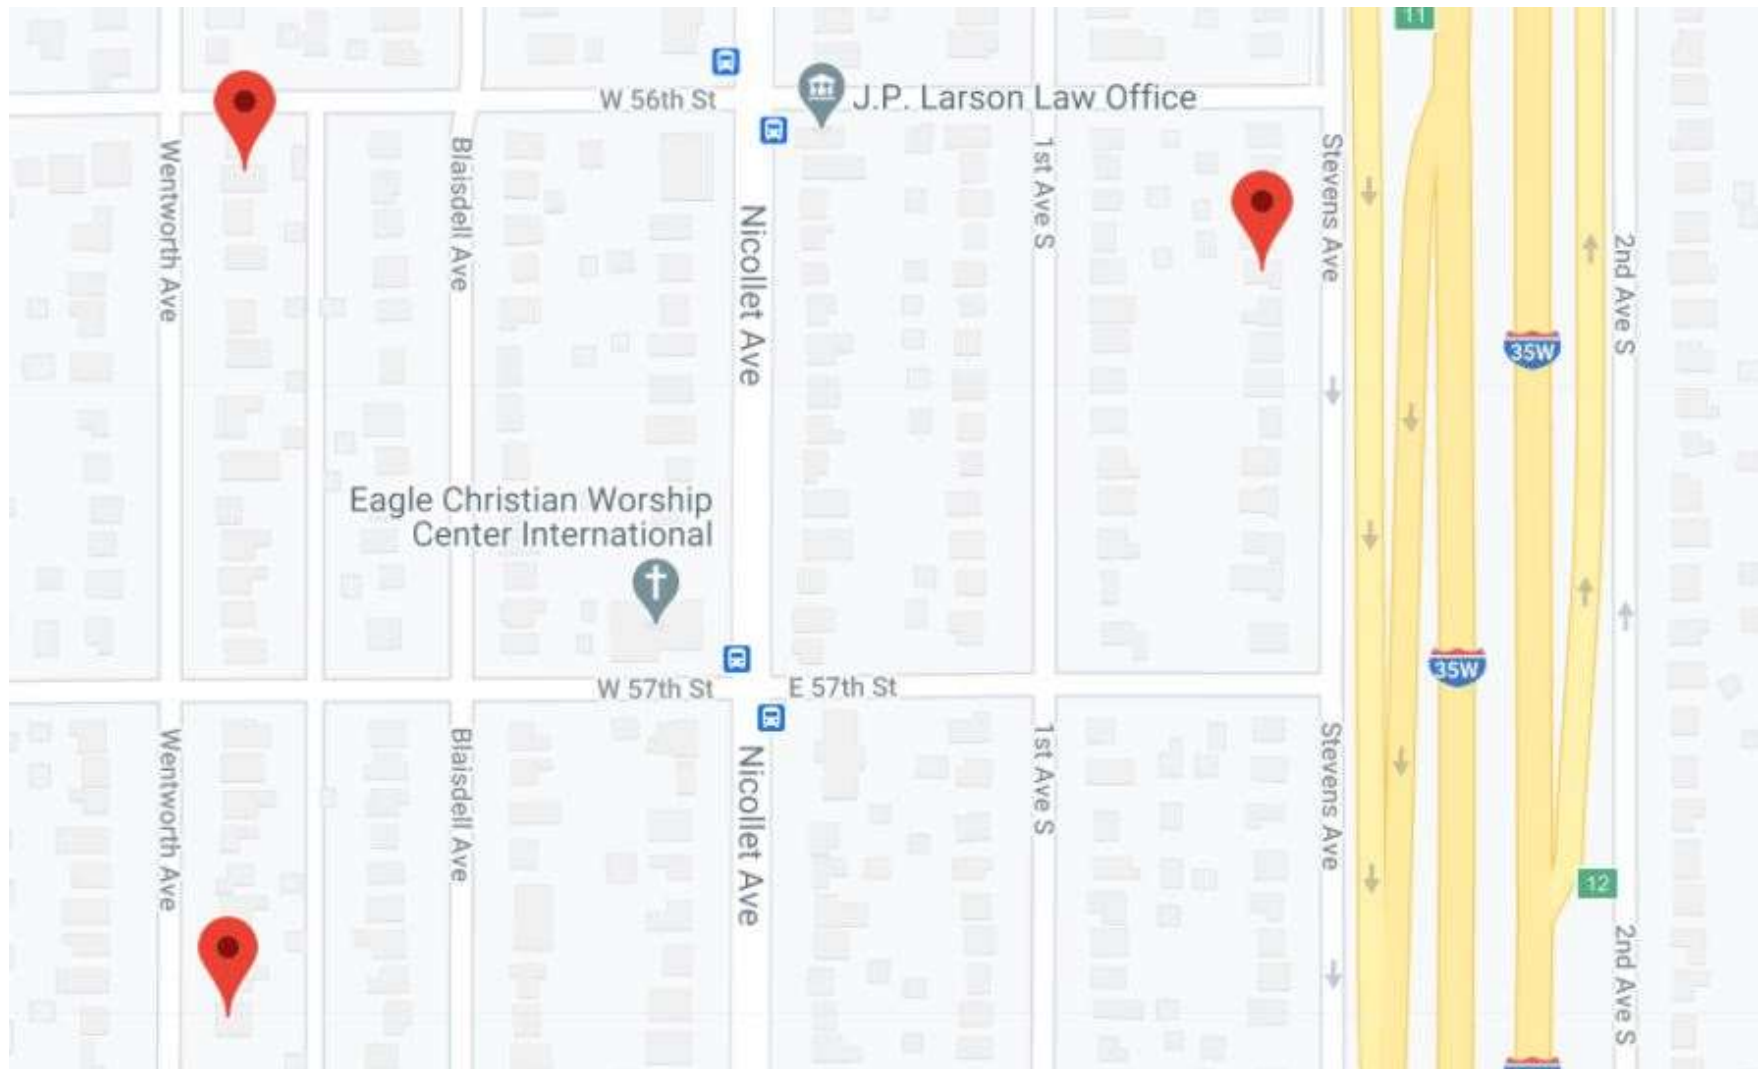 11
W 56th St
J.P. Larson Law Office
Wentworth Ave
Blaisdell Ave
Nicollet Ave
1st Ave S
Stevens Ave
2nd Ave S
35W
Eagle Christian Worship
Center International
35W
W 57th St
E 57th St
Wentworth Ave
Blaisdell Ave
Nicollet Ave
1st Ave S
Stevens Ave
12
2nd Ave S